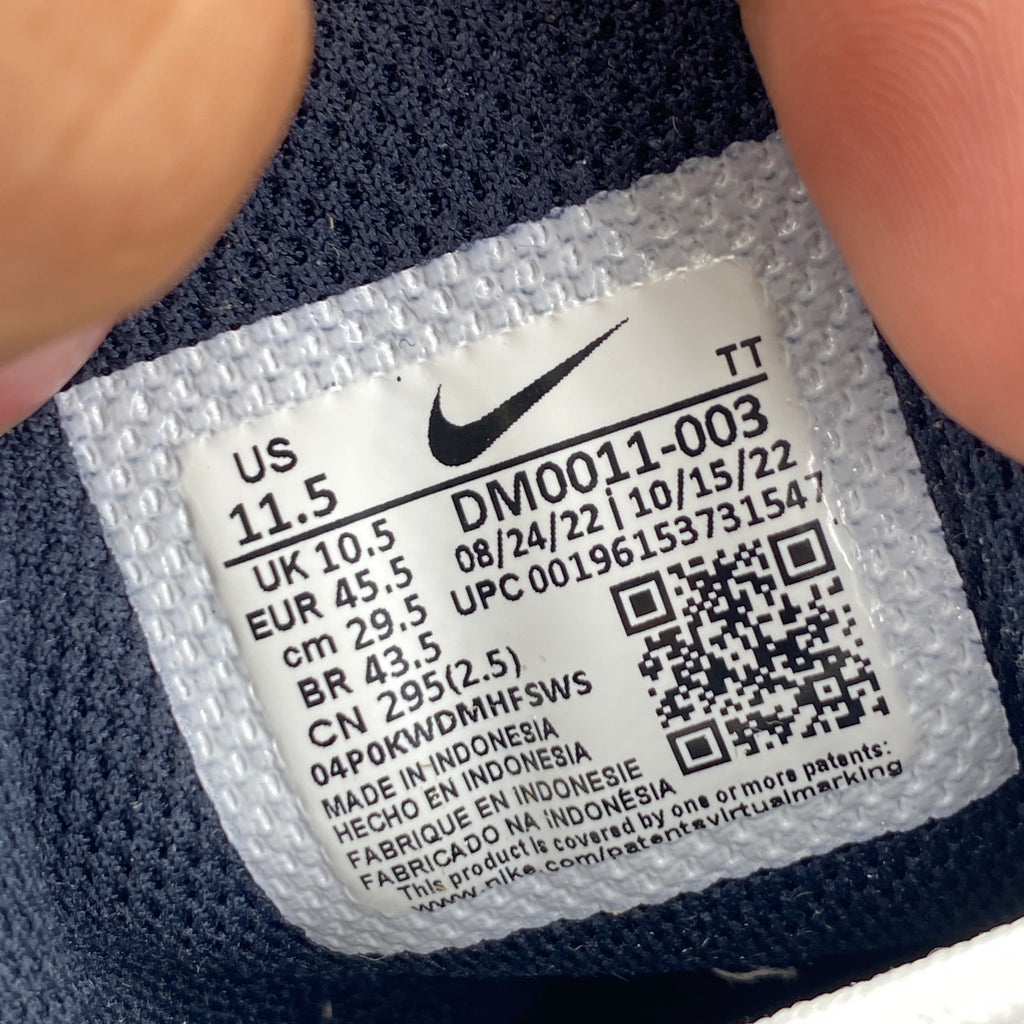 US
11.5
TT
UK 10.5
EUR 45.5
cm 29.5
BR 43.5
CN 295(2.5)
04P0KWDMHFSWS
DM0011-003
08/24/22 | 10/15/22
UPC 00196153731547
MADE IN INDONESIA
HECHO EN INDONESIA
FABRIQUE EN INDONESIE
FABRICADO NA INDONÉSIA
This product is covered by one or more patents:
www.nike.com/patentsvirtualmarking